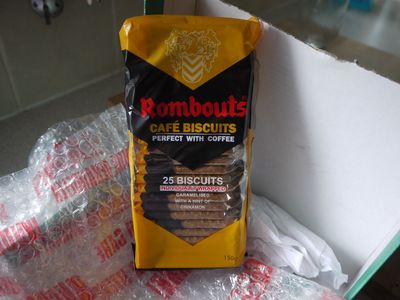 Rombouts
CAFÉ BISCUITS
PERFECT WITH COFFEE
25 BISCUITS
INDIVIDUALLY WRAPPED
CARAMELISED
WITH A HINT OF
CINNAMON
150g